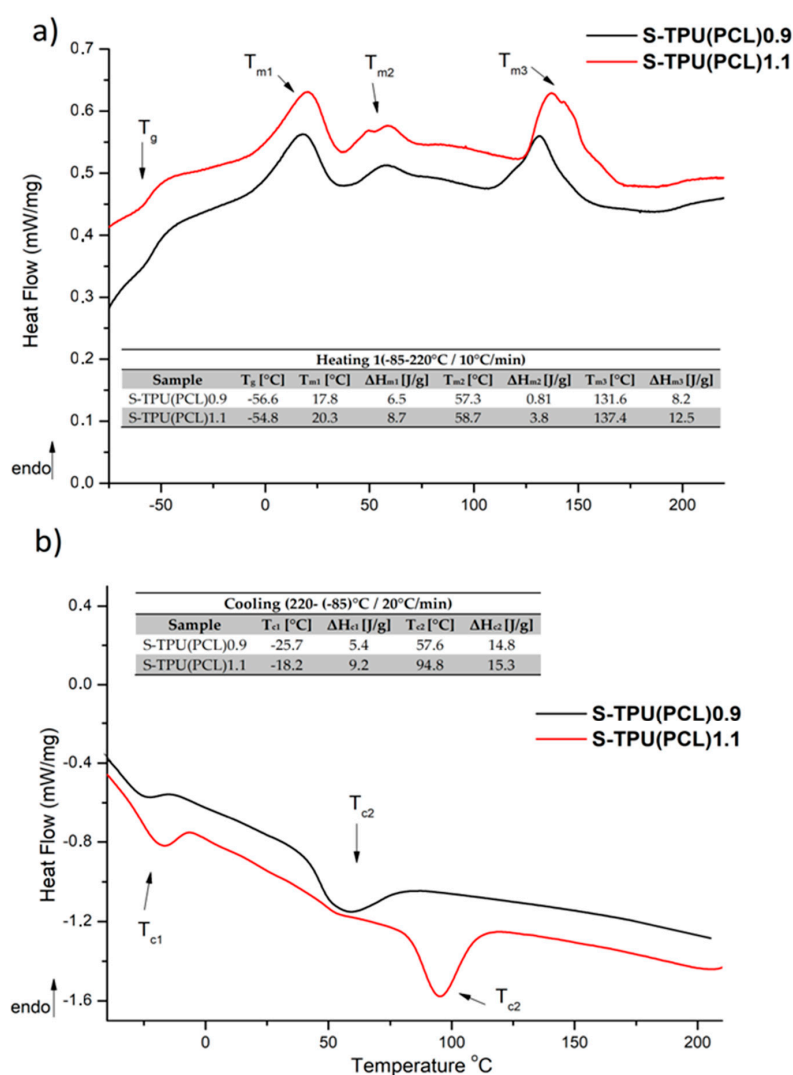 a)
S-TPU(PCL)0.9
S-TPU(PCL)1.1
Tm1
Tm2
Tm3
Tg
0.7
0.6
0.5
0.4
0.3
0.2
0.1
0.0
Heat Flow (mW/mg)
endo
Heating 1(-85-220°C / 10°C/min)
Sample Tg [°C] Tm1 [°C] ΔHm1 [J/g] Tm2 [°C] ΔHm2 [J/g] Tm3 [°C] ΔHm3 [J/g]
S-TPU(PCL)0.9 -56.6 17.8 6.5 57.3 0.81 131.6 8.2
S-TPU(PCL)1.1 -54.8 20.3 8.7 58.7 3.8 137.4 12.5
-50 0 50 100 150 200
b)
0.4
0.0
-0.4
-0.8
-1.2
-1.6
Heat Flow (mW/mg)
endo
Cooling (220- (-85)°C / 20°C/min)
Sample Tc1 [°C] ΔHc1 [J/g] Tc2 [°C] ΔHc2 [J/g]
S-TPU(PCL)0.9 -25.7 5.4 57.6 14.8
S-TPU(PCL)1.1 -18.2 9.2 94.8 15.3
S-TPU(PCL)0.9
S-TPU(PCL)1.1
Tc2
Tc1
Tc2
0 50 100 150 200
Temperature °C